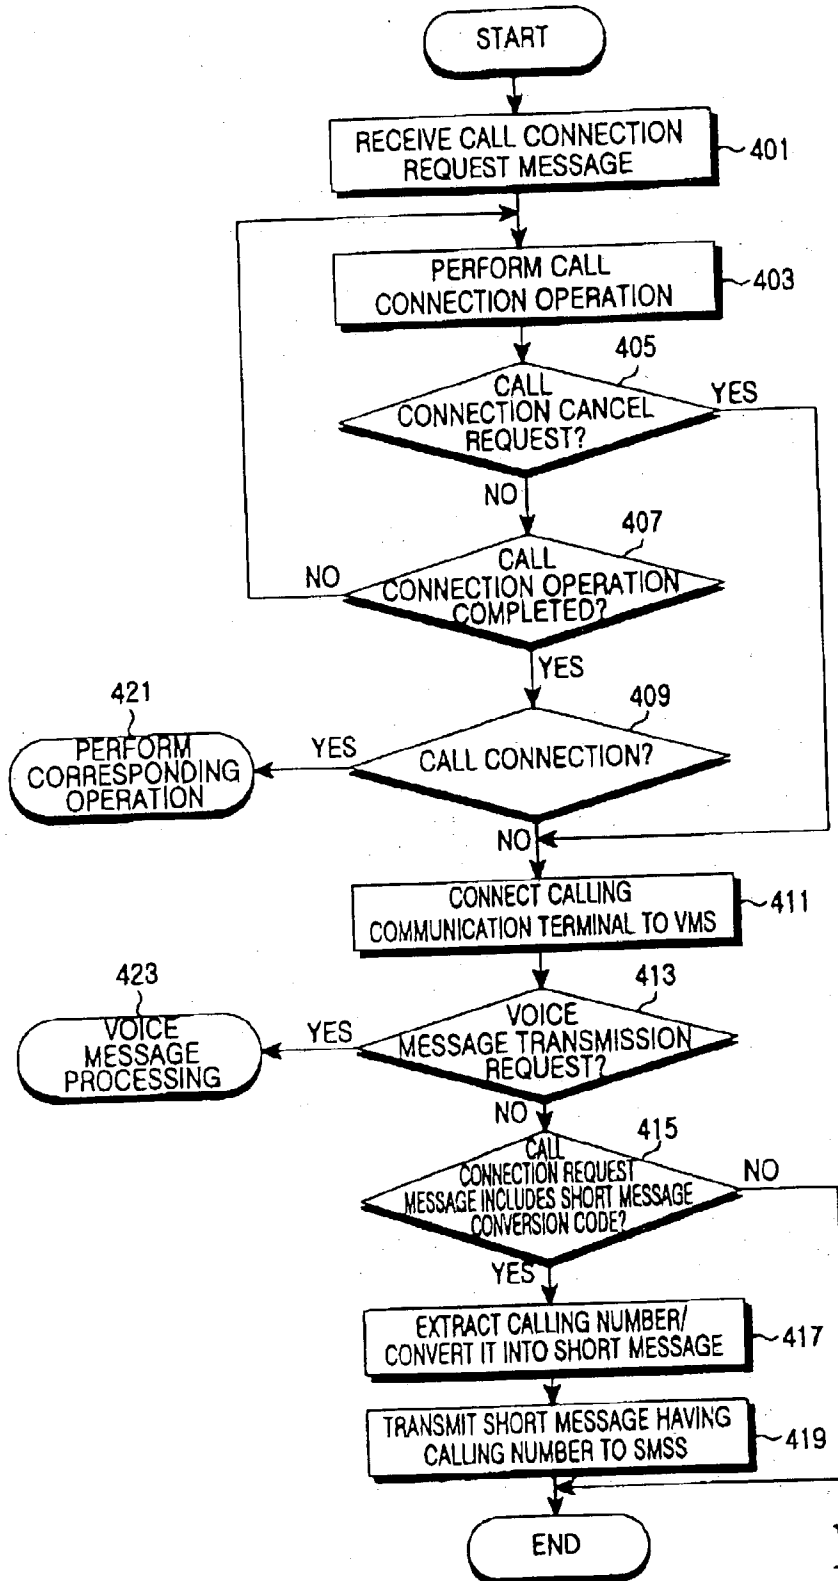 START
RECEIVE CALL CONNECTION
REQUEST MESSAGE
401
PERFORM CALL
CONNECTION OPERATION
403
405
CALL
CONNECTION CANCEL
REQUEST?
YES
NO
407
CALL
CONNECTION OPERATION
COMPLETED?
NO
YES
421
409
PERFORM
CORRESPONDING
OPERATION
YES
CALL CONNECTION?
NO
CONNECT CALLING
COMMUNICATION TERMINAL TO VMS
411
423
413
VOICE
MESSAGE
PROCESSING
YES
VOICE
MESSAGE TRANSMISSION
REQUEST?
NO
415
CALL
CONNECTION REQUEST
MESSAGE INCLUDES SHORT MESSAGE
CONVERSION CODE?
NO
YES
EXTRACT CALLING NUMBER/
CONVERT IT INTO SHORT MESSAGE
417
TRANSMIT SHORT MESSAGE HAVING
CALLING NUMBER TO SMSS
419
END